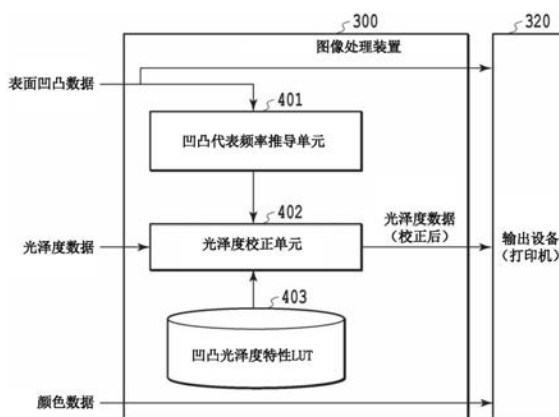 300
320
图像处理装置
表面凹凸数据
401
凹凸代表频率推导单元
402
光泽度数据
光泽度校正单元
光泽度数据
（校正后）
输出设备
（打印机）
403
凹凸光泽度特性LUT
颜色数据